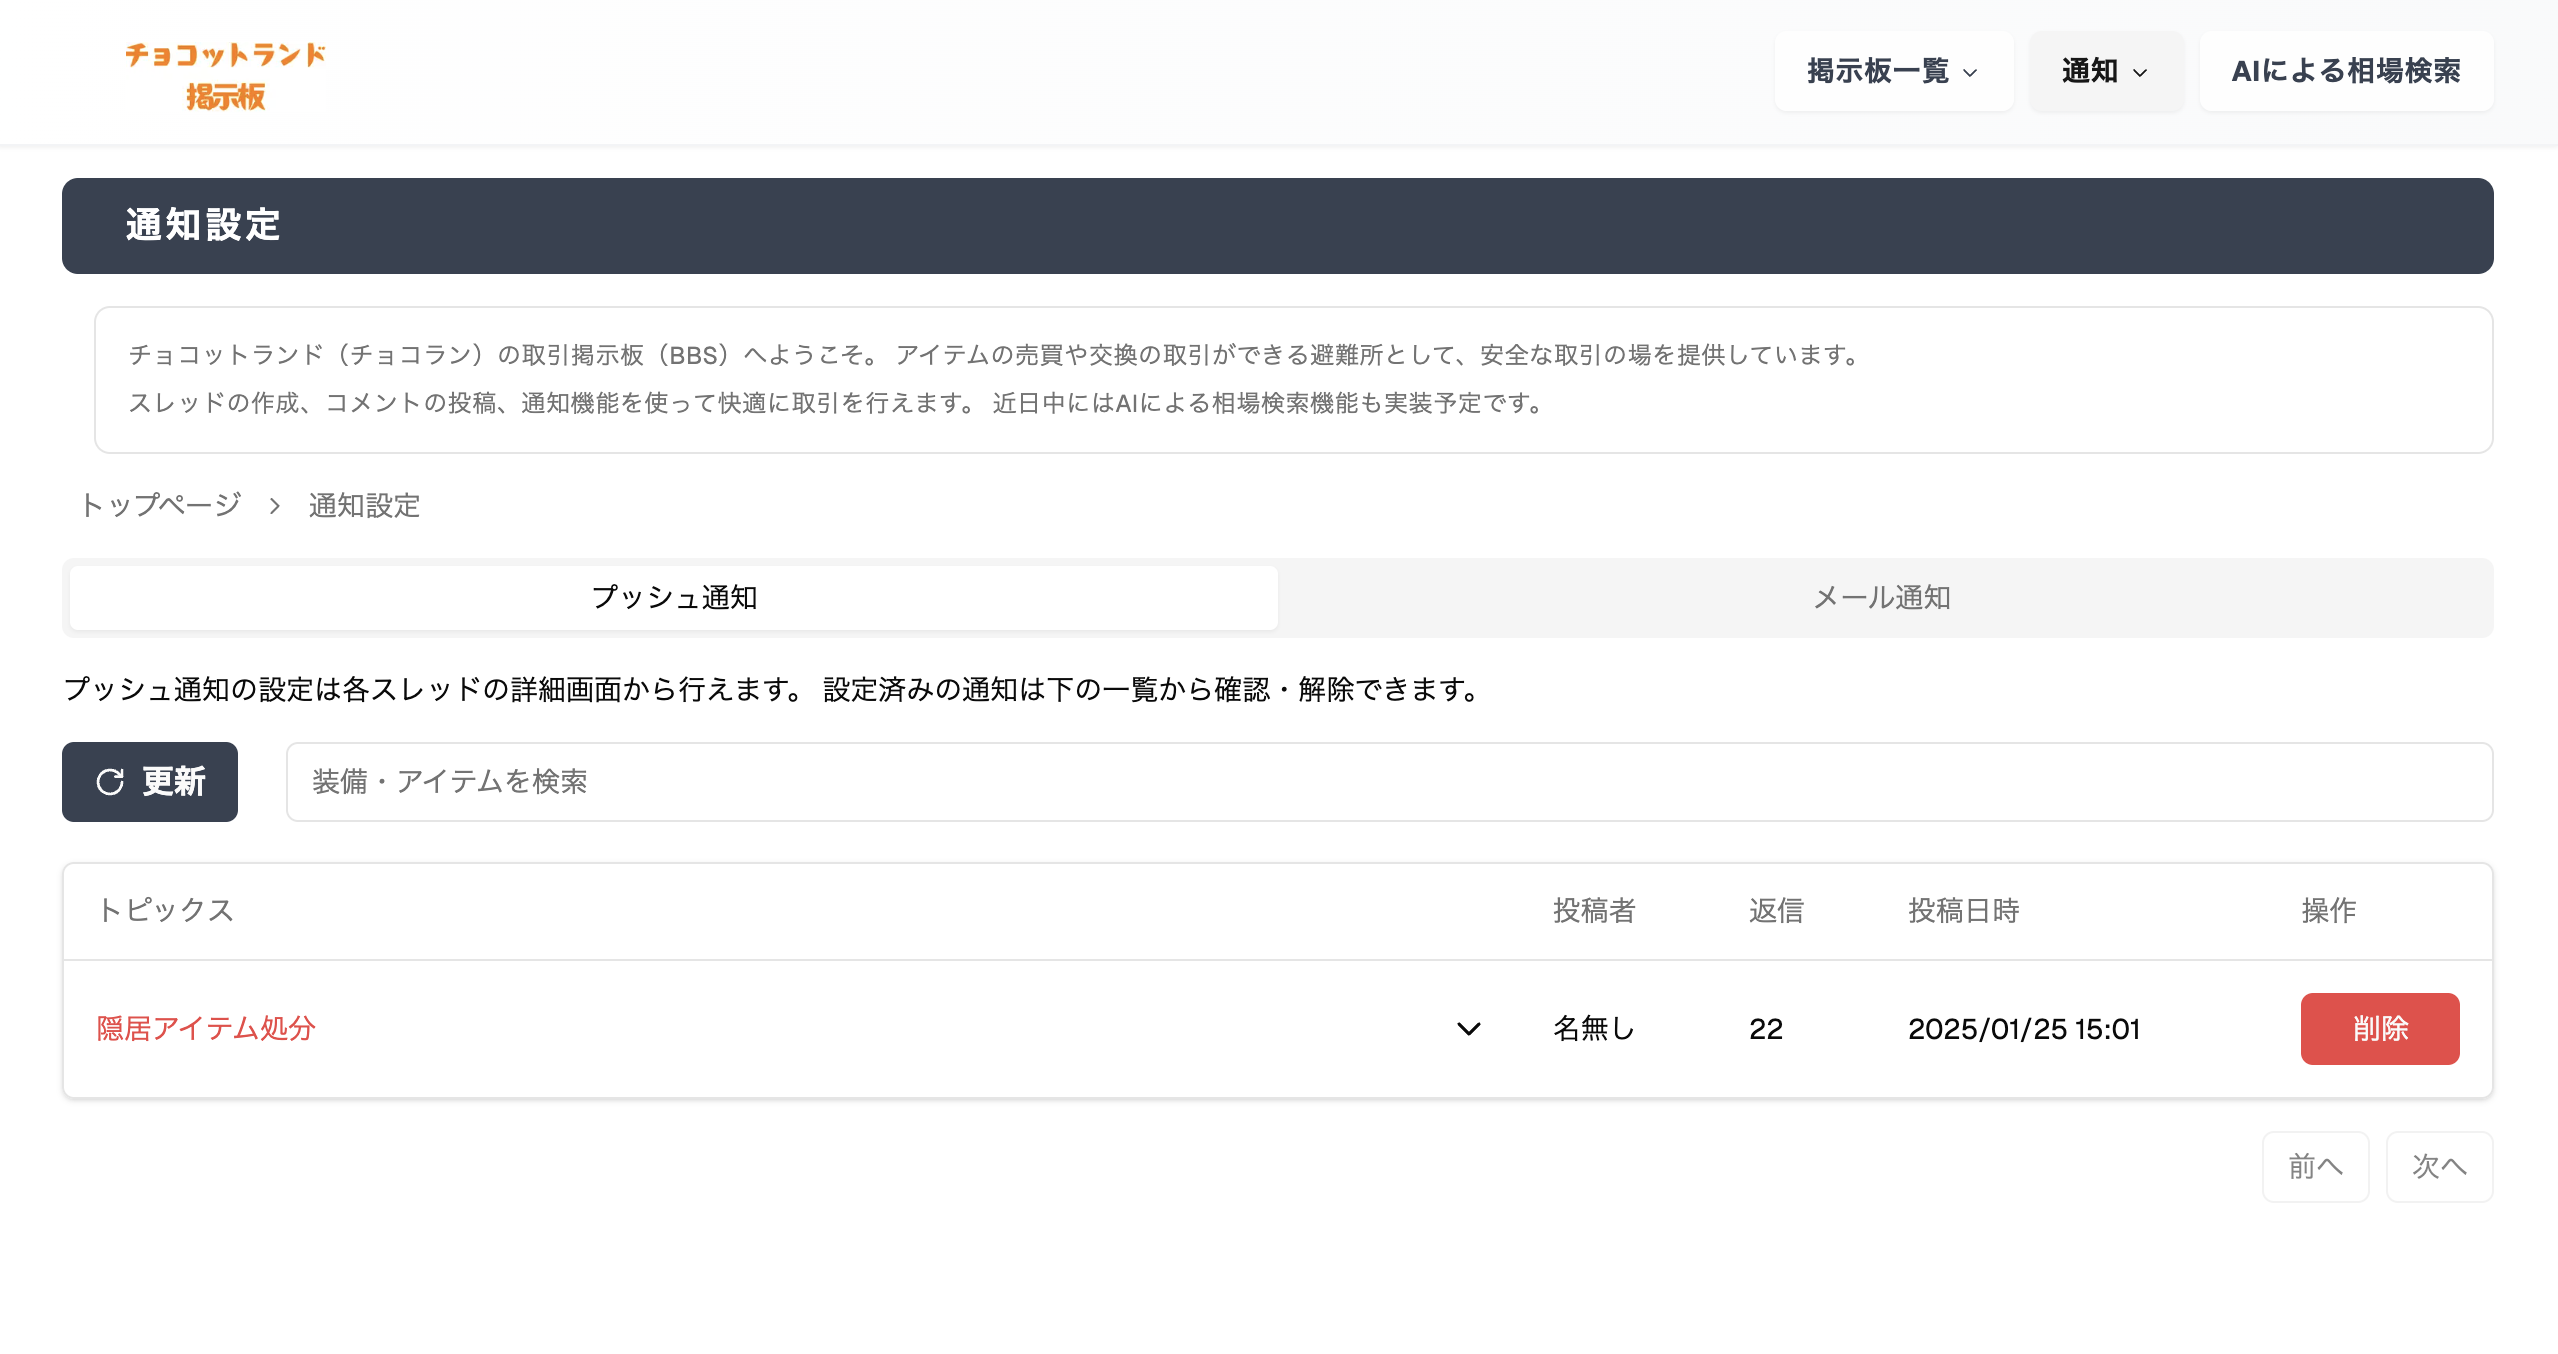 チョコットランド
掲示板
掲示板一覧
通知
AIによる相場検索
通知設定
チョコットランド（チョコラン）の取引掲示板（BBS）へようこそ。 アイテムの売買や交換の取引ができる避難所として、安全な取引の場を提供しています。
スレッドの作成、コメントの投稿、通知機能を使って快適に取引を行えます。 近日中にはAIによる相場検索機能も実装予定です。
トップページ > 通知設定
プッシュ通知
メール通知
プッシュ通知の設定は各スレッドの詳細画面から行えます。 設定済みの通知は下の一覧から確認・解除できます。
更新
装備・アイテムを検索
トピックス 投稿者 返信 投稿日時 操作
隠居アイテム処分 名無し 22 2025/01/25 15:01 削除
前へ 次へ